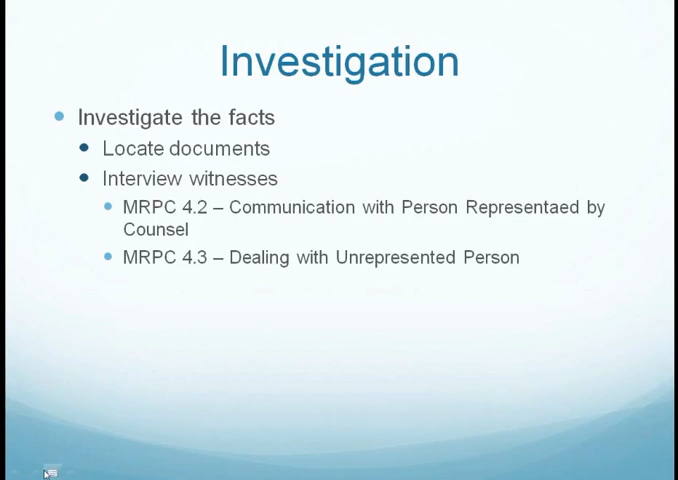 Investigation
Investigate the facts
Locate documents
Interview witnesses
MRPC 4.2 – Communication with Person Representaed by
Counsel
MRPC 4.3 – Dealing with Unrepresented Person